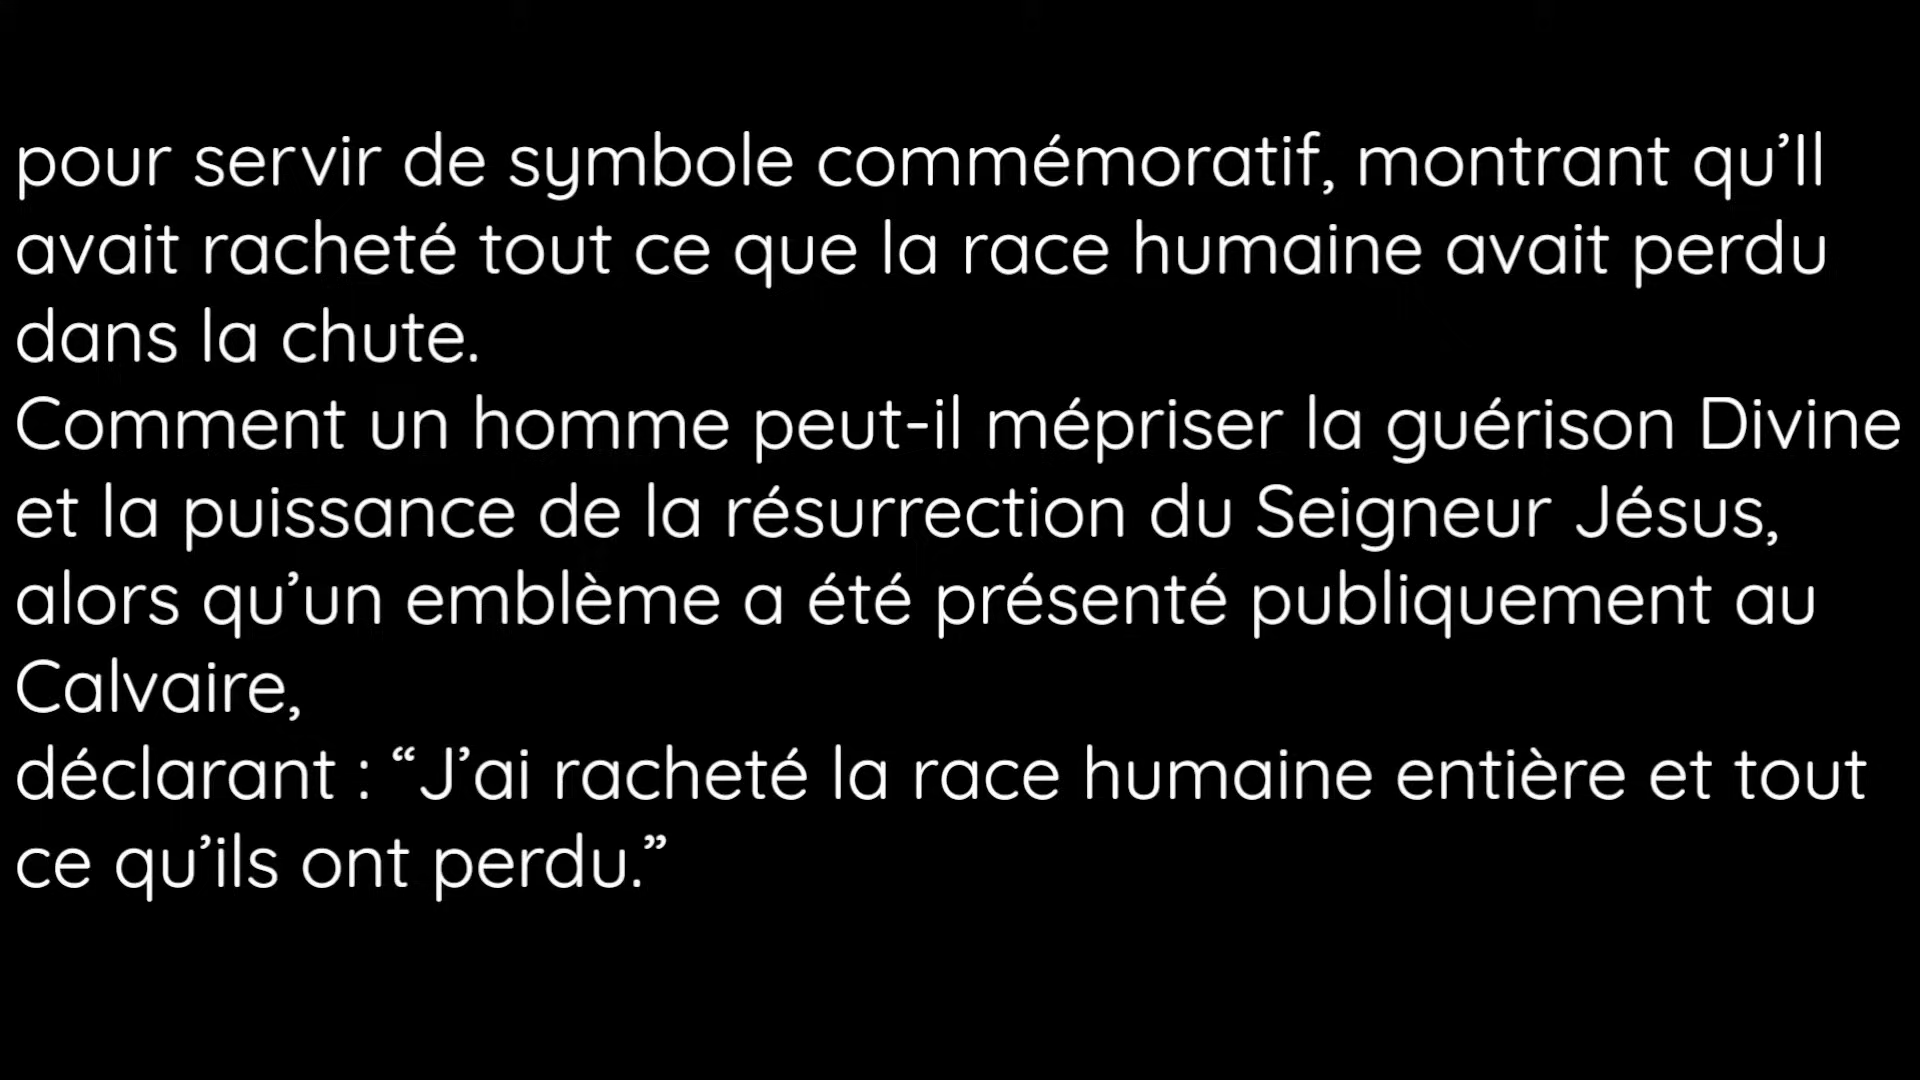 pour servir de symbole commémoratif, montrant qu’Il
avait racheté tout ce que la race humaine avait perdu
dans la chute.
Comment un homme peut-il mépriser la guérison Divine
et la puissance de la résurrection du Seigneur Jésus,
alors qu’un emblème a été présenté publiquement au
Calvaire,
déclarant : “J’ai racheté la race humaine entière et tout
ce qu’ils ont perdu.”